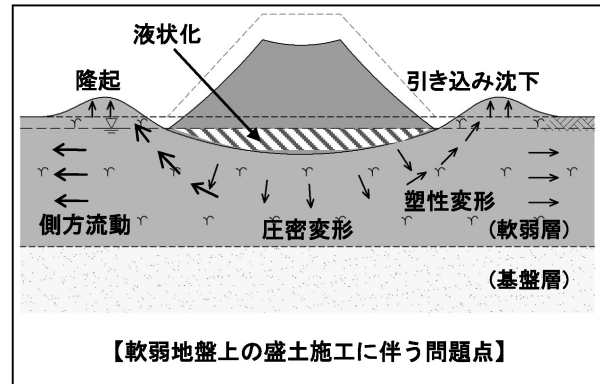 液状化
隆起
引き込み沈下
側方流動
圧密変形
塑性変形
(軟弱層)
(基盤層)
【軟弱地盤上の盛土施工に伴う問題点】